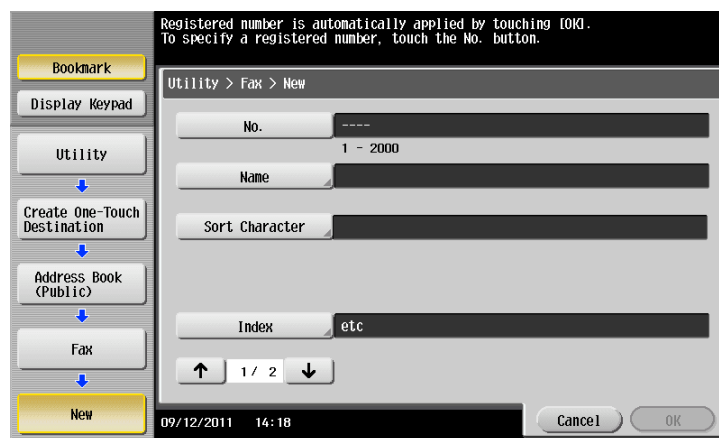 Registered number is automatically applied by touching [OK].
To specify a registered number, touch the No. button.
Bookmark
Display Keypad
Utility
Create One-Touch
Destination
Address Book
(Public)
Fax
New
Utility > Fax > New
No.
----
1 - 2000
Name
Sort Character
Index
etc
↑ 1/ 2 ↓
09/12/2011 14:18
Cancel
OK